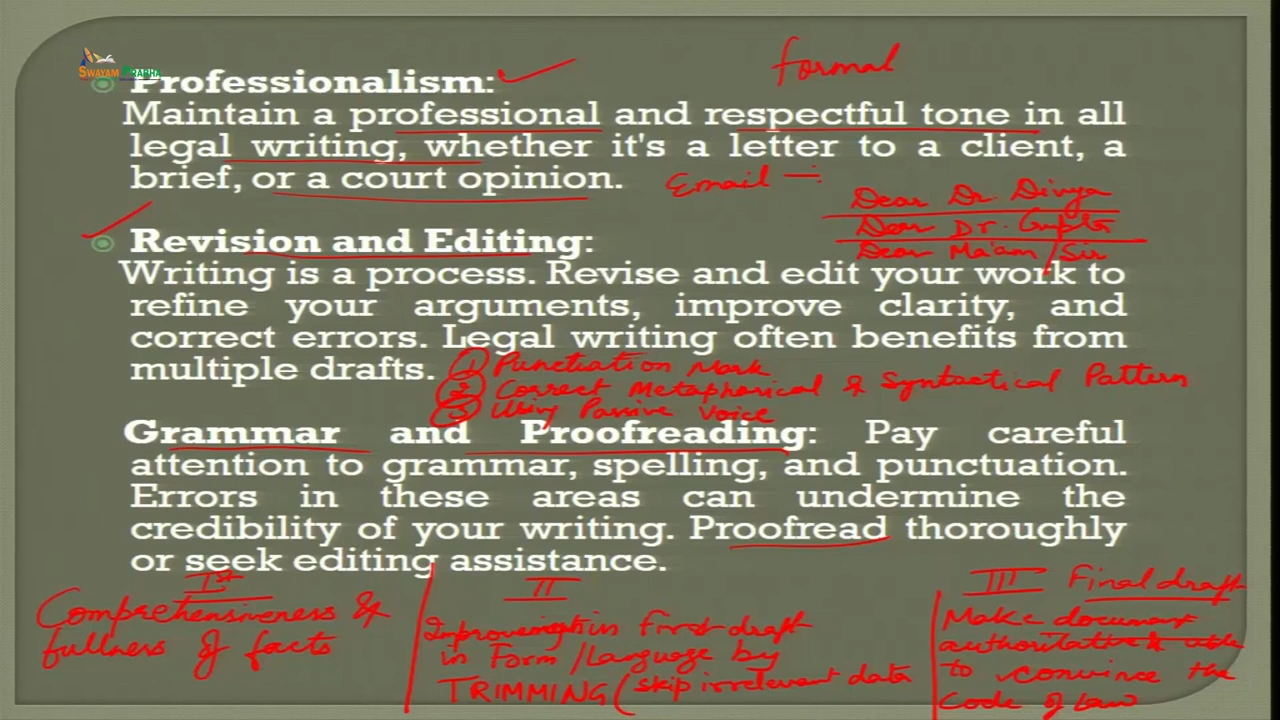 SWAYAM PRABHA
formal
Professionalism:
Maintain a professional and respectful tone in all
legal writing, whether it's a letter to a client, a
brief, or a court opinion.
Email -:
Dear Dr. Divya
Dear Dr. Gupta
Dear Ma'am/Sir
Revision and Editing:
Writing is a process. Revise and edit your work to
refine your arguments, improve clarity, and
correct errors. Legal writing often benefits from
multiple drafts.
① Punctuation Mark
② Correct Metaphorical & Syntactical Pattern
③ Using Passive Voice
Grammar and Proofreading: Pay careful
attention to grammar, spelling, and punctuation.
Errors in these areas can undermine the
credibility of your writing. Proofread thoroughly
or seek editing assistance.
Ist
Comprehensiveness &
fullness of facts
II
Improvements in first draft
in Form/Language by
TRIMMING (skip irrelevent data
III Final draft
Make document
authoritative & able
to convince the
Code of Law